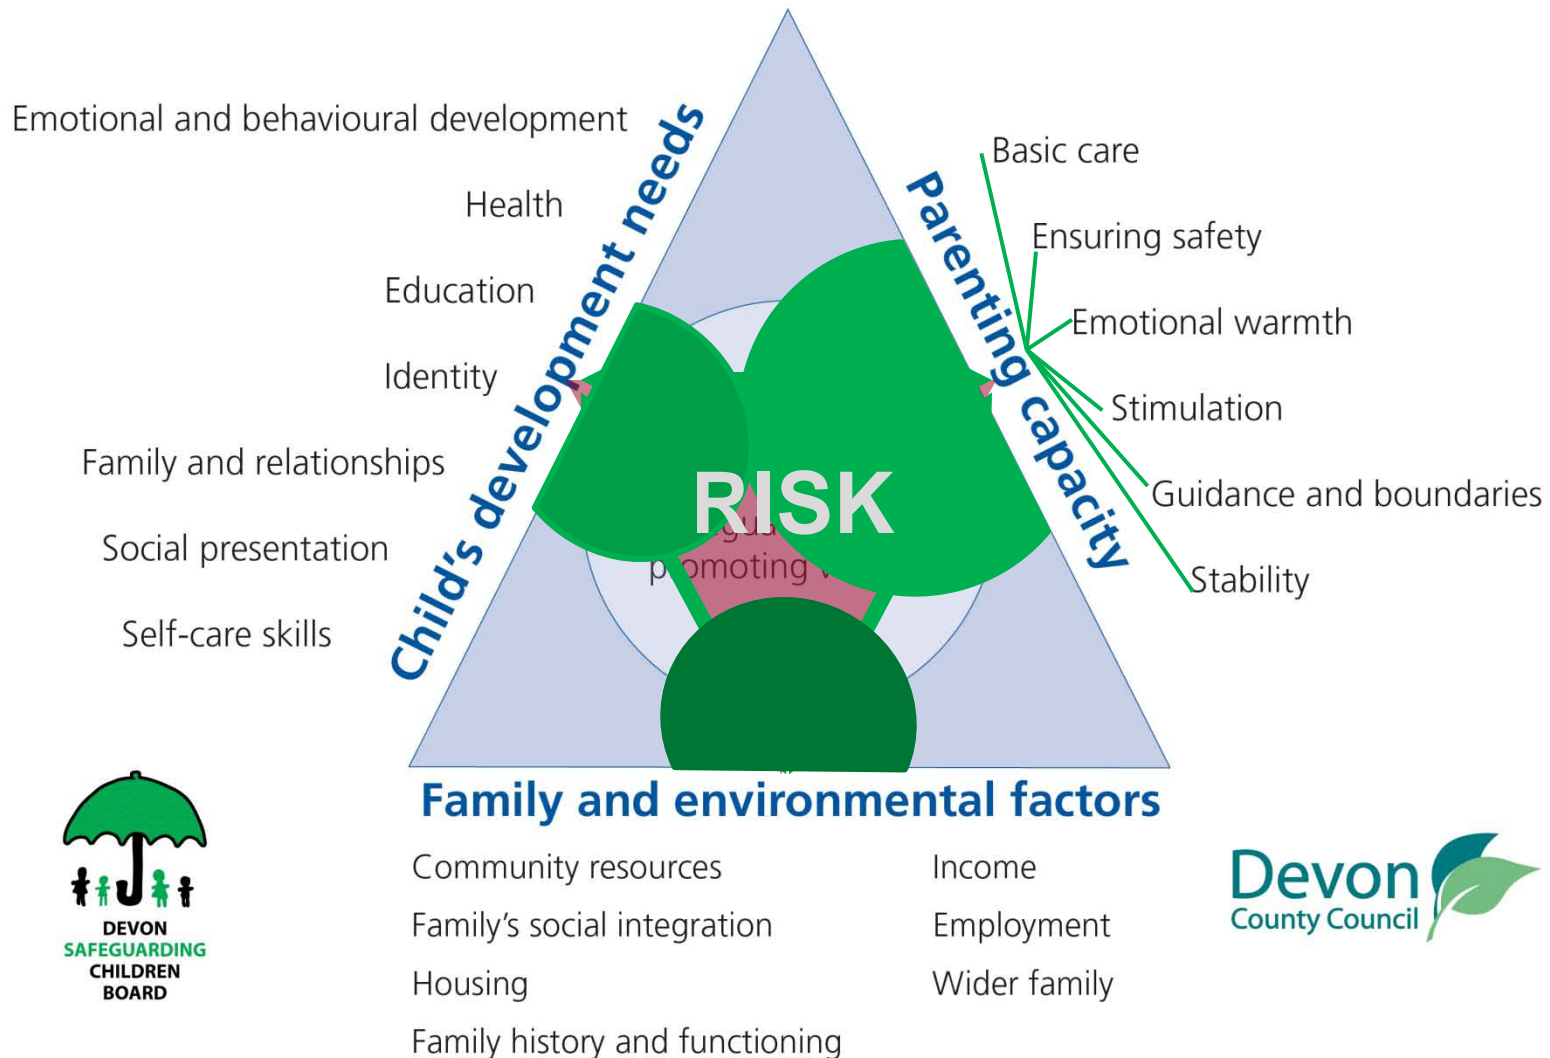 Emotional and behavioural development
Health
Education
Identity
Family and relationships
Social presentation
Self-care skills
Child's development needs
Parenting capacity
Basic care
Ensuring safety
Emotional warmth
Stimulation
Guidance and boundaries
Stability
RISK
promoting
Family and environmental factors
Community resources
Family’s social integration
Housing
Family history and functioning
Income
Employment
Wider family
DEVON
SAFEGUARDING
CHILDREN
BOARD
Devon
County Council